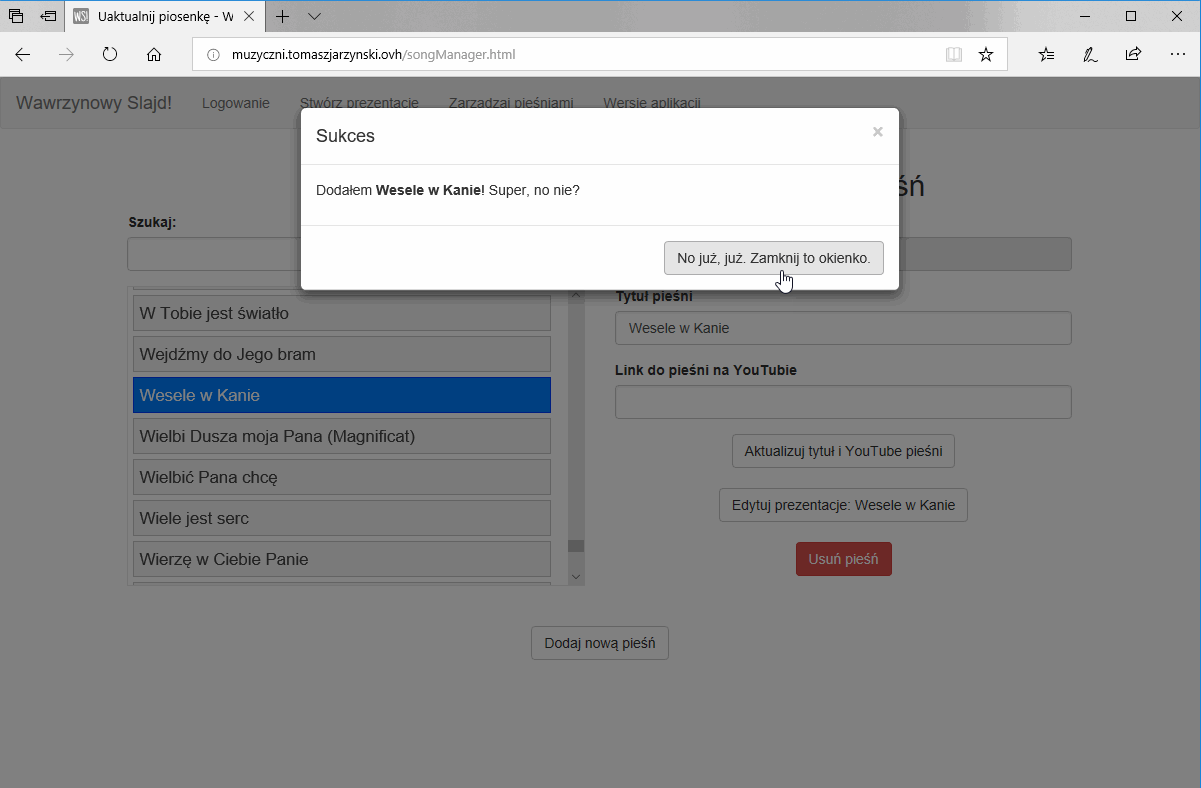 Uaktualnij piosenkę - W
muzyczni.tomaszjarzynski.ovh/songManager.html
Wawrzynowy Slajd! Logowanie Stwórz prezentację Zarządzaj pieśniami Wersje aplikacji
Sukces ×
Dodałem Wesele w Kanie! Super, no nie?
No już, już. Zamknij to okienko.
Szukaj:
W Tobie jest światło
Wejdźmy do Jego bram
Wesele w Kanie
Wielbi Dusza moja Pana (Magnificat)
Wielbić Pana chcę
Wiele jest serc
Wierzę w Ciebie Panie
Tytuł pieśni
Wesele w Kanie
Link do pieśni na YouTubie
Aktualizuj tytuł i YouTube pieśni
Edytuj prezentacje: Wesele w Kanie
Usuń pieśń
Dodaj nową pieśń